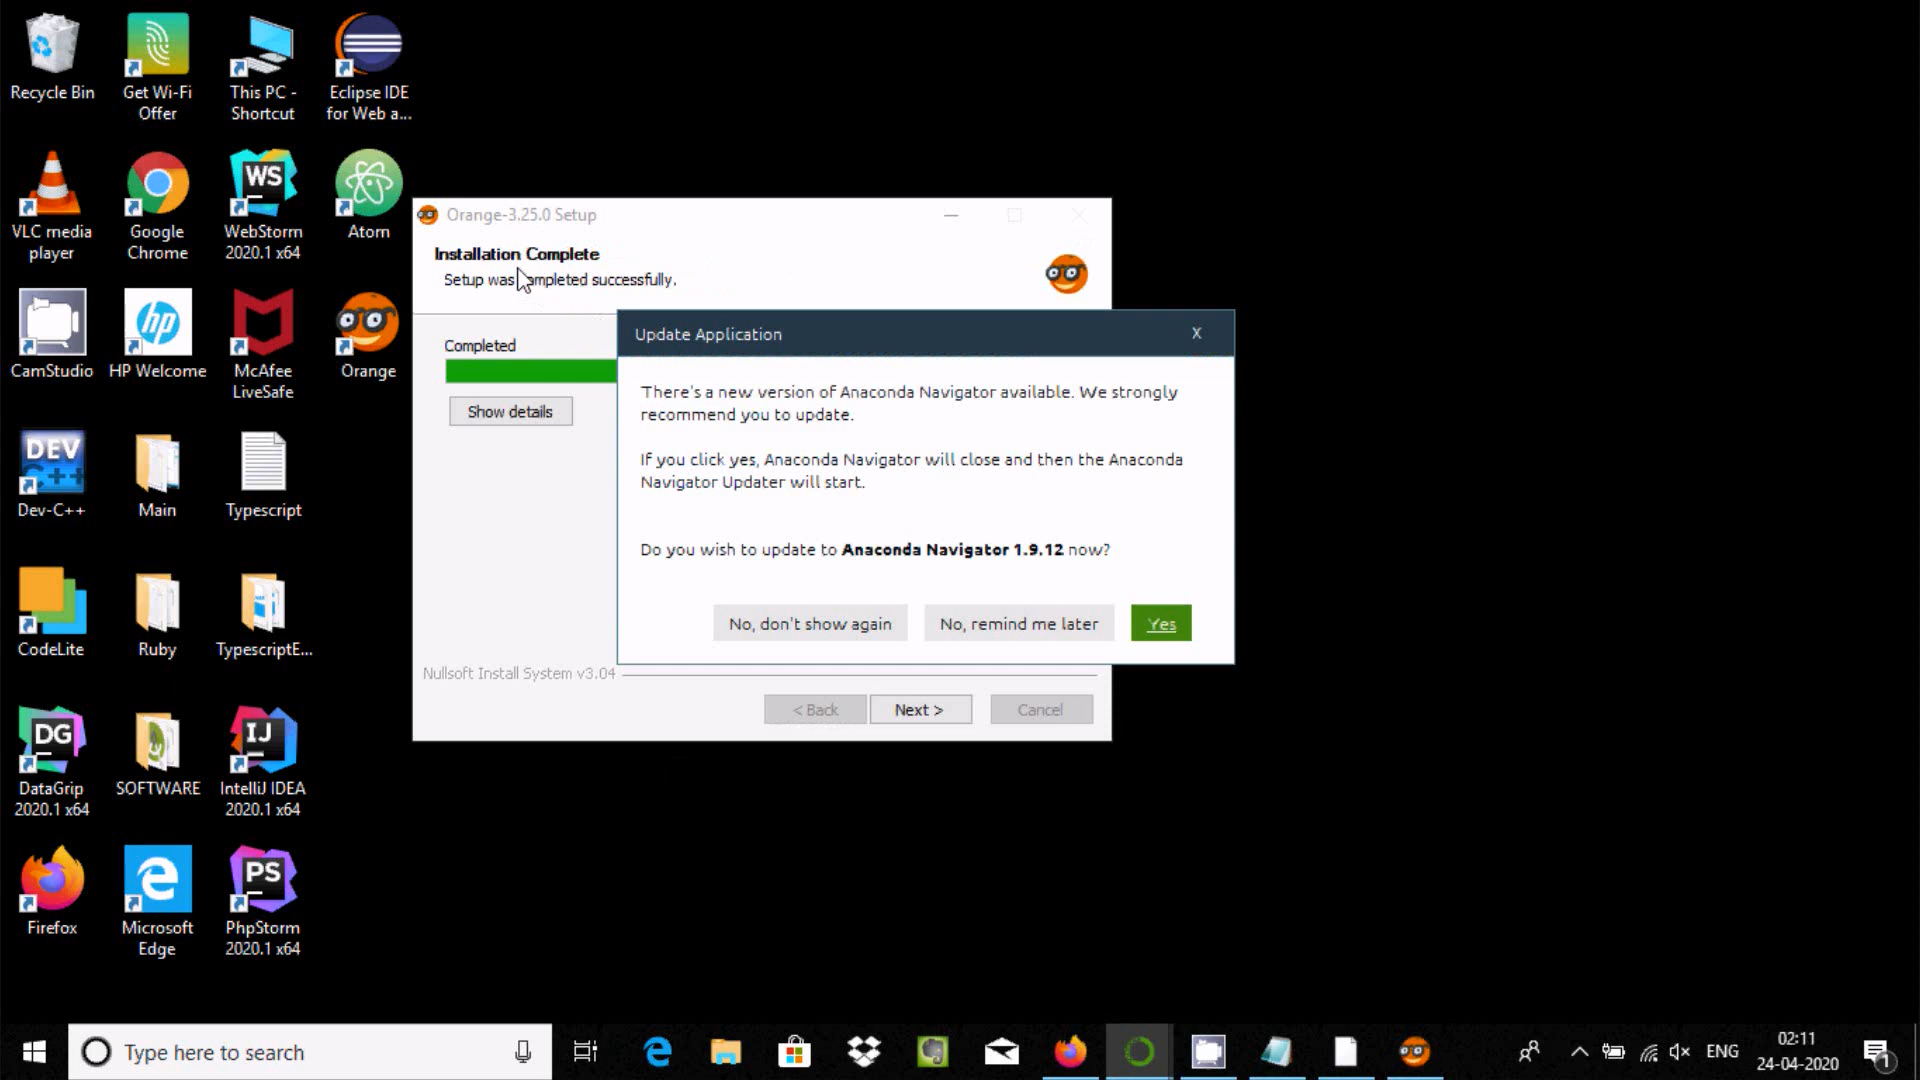 Recycle Bin
Get Wi-Fi
Offer
This PC -
Shortcut
Eclipse IDE
for Web a...
VLC media
player
Google
Chrome
WS
WebStorm
2020.1 x64
Atom
CamStudio
hp
HP Welcome
McAfee
LiveSafe
Orange
DEV
C++
Dev-C++
Main
Typescript
CodeLite
Ruby
TypescriptE...
DG
DataGrip
2020.1 x64
SOFTWARE
IJ
IntelliJ IDEA
2020.1 x64
Firefox
Microsoft
Edge
PS
PhpStorm
2020.1 x64
Orange-3.25.0 Setup
Installation Complete
Setup was completed successfully.
Completed
Show details
Nullsoft Install System v3.04
< Back
Next >
Cancel
Update Application
X
There's a new version of Anaconda Navigator available. We strongly
recommend you to update.
If you click yes, Anaconda Navigator will close and then the Anaconda
Navigator Updater will start.
Do you wish to update to Anaconda Navigator 1.9.12 now?
No, don't show again
No, remind me later
Yes
Type here to search
ENG
02:11
24-04-2020
1